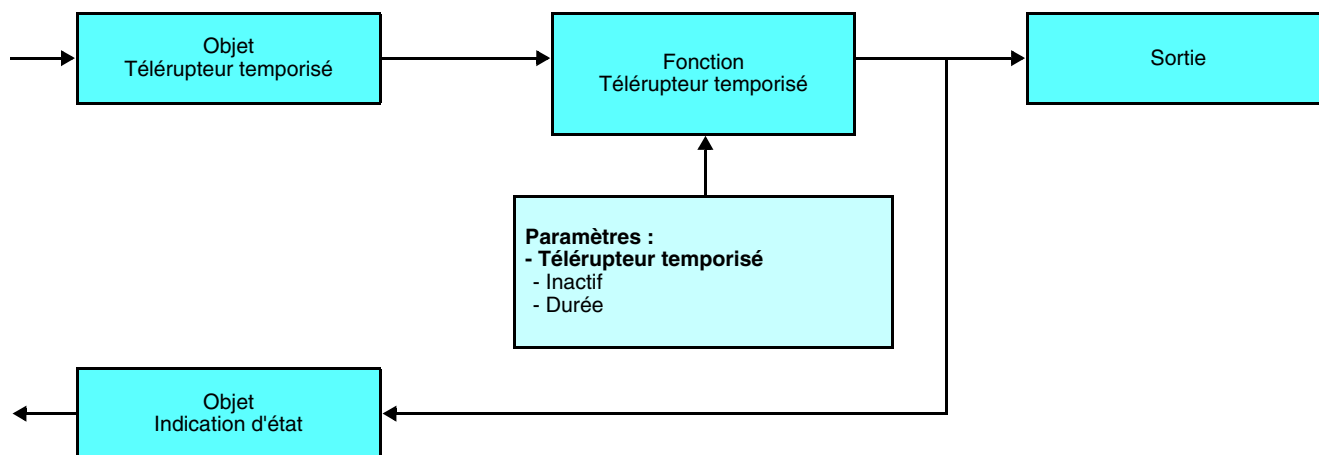 Objet
Télérupteur temporisé
Fonction
Télérupteur temporisé
Sortie
Paramètres :
- Télérupteur temporisé
- Inactif
- Durée
Objet
Indication d'état